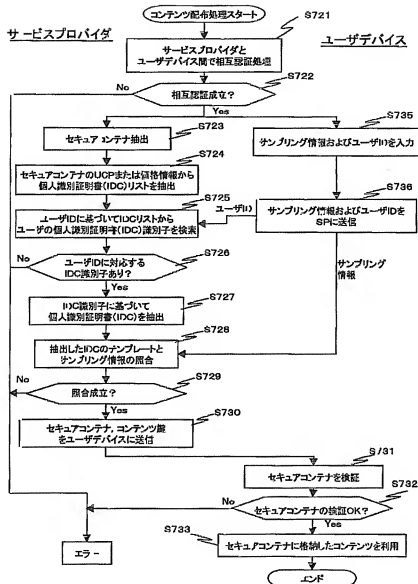 コンテンツ配布処理スタート
サービスプロバイダ
ユーザデバイス
S721
サービスプロバイダと
ユーザデバイス間で相互認証処理
S722
No
相互認証成立?
Yes
S723
セキュアコンテナ抽出
S735
サンプリング情報およびユーザIDを入力
S724
セキュアコンテナのUCPまたは価格情報から
個人識別証明書(IDC)リストを抽出
S725
ユーザIDに基づいてIDCリストから
ユーザの個人識別証明書(IDC)識別子を検索
ユーザID
S736
サンプリング情報およびユーザIDを
SPに送信
S726
No
ユーザIDに対応する
IDC識別子あり?
Yes
サンプリング
情報
S727
IDC識別子に基づいて
個人識別証明書(IDC)を抽出
S728
抽出したIDCのテンプレートと
サンプリング情報の照合
S729
No
照合成立?
Yes
S730
セキュアコンテナ,コンテンツ鍵
をユーザデバイスに送信
S731
セキュアコンテナを検証
S732
No
セキュアコンテナの検証OK?
Yes
S733
セキュアコンテナに格納したコンテンツを利用
エラー
エンド